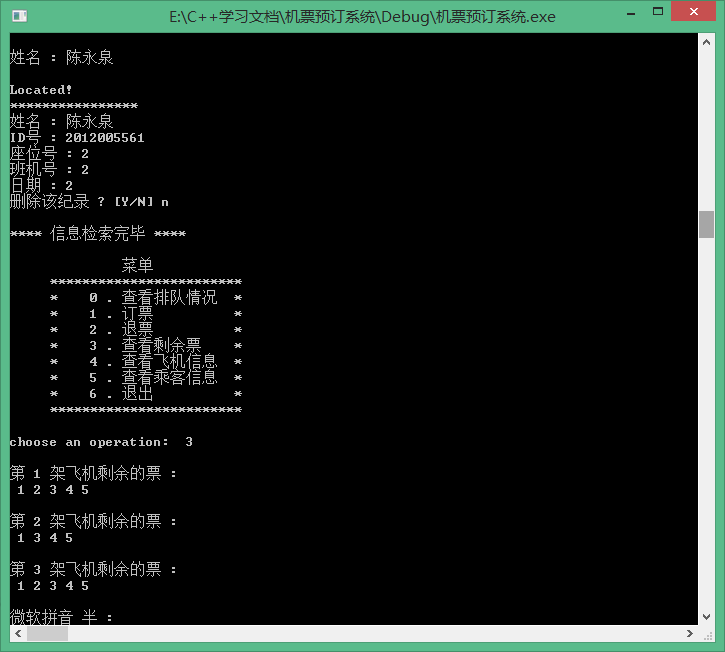 E:\C++学习文档\机票预订系统\Debug\机票预订系统.exe
姓名 : 陈永泉
Located!
****************
姓名 : 陈永泉
ID号 : 2012005561
座位号 : 2
班机号 : 2
日期 : 2
删除该纪录 ? [Y/N] n
**** 信息检索完毕 ****
菜单
************************
* 0 . 查看排队情况 *
* 1 . 订票 *
* 2 . 退票 *
* 3 . 查看剩余票 *
* 4 . 查看飞机信息 *
* 5 . 查看乘客信息 *
* 6 . 退出 *
************************
choose an operation: 3
第 1 架飞机剩余的票 :
1 2 3 4 5
第 2 架飞机剩余的票 :
1 3 4 5
第 3 架飞机剩余的票 :
1 2 3 4 5
微软拼音 半 :